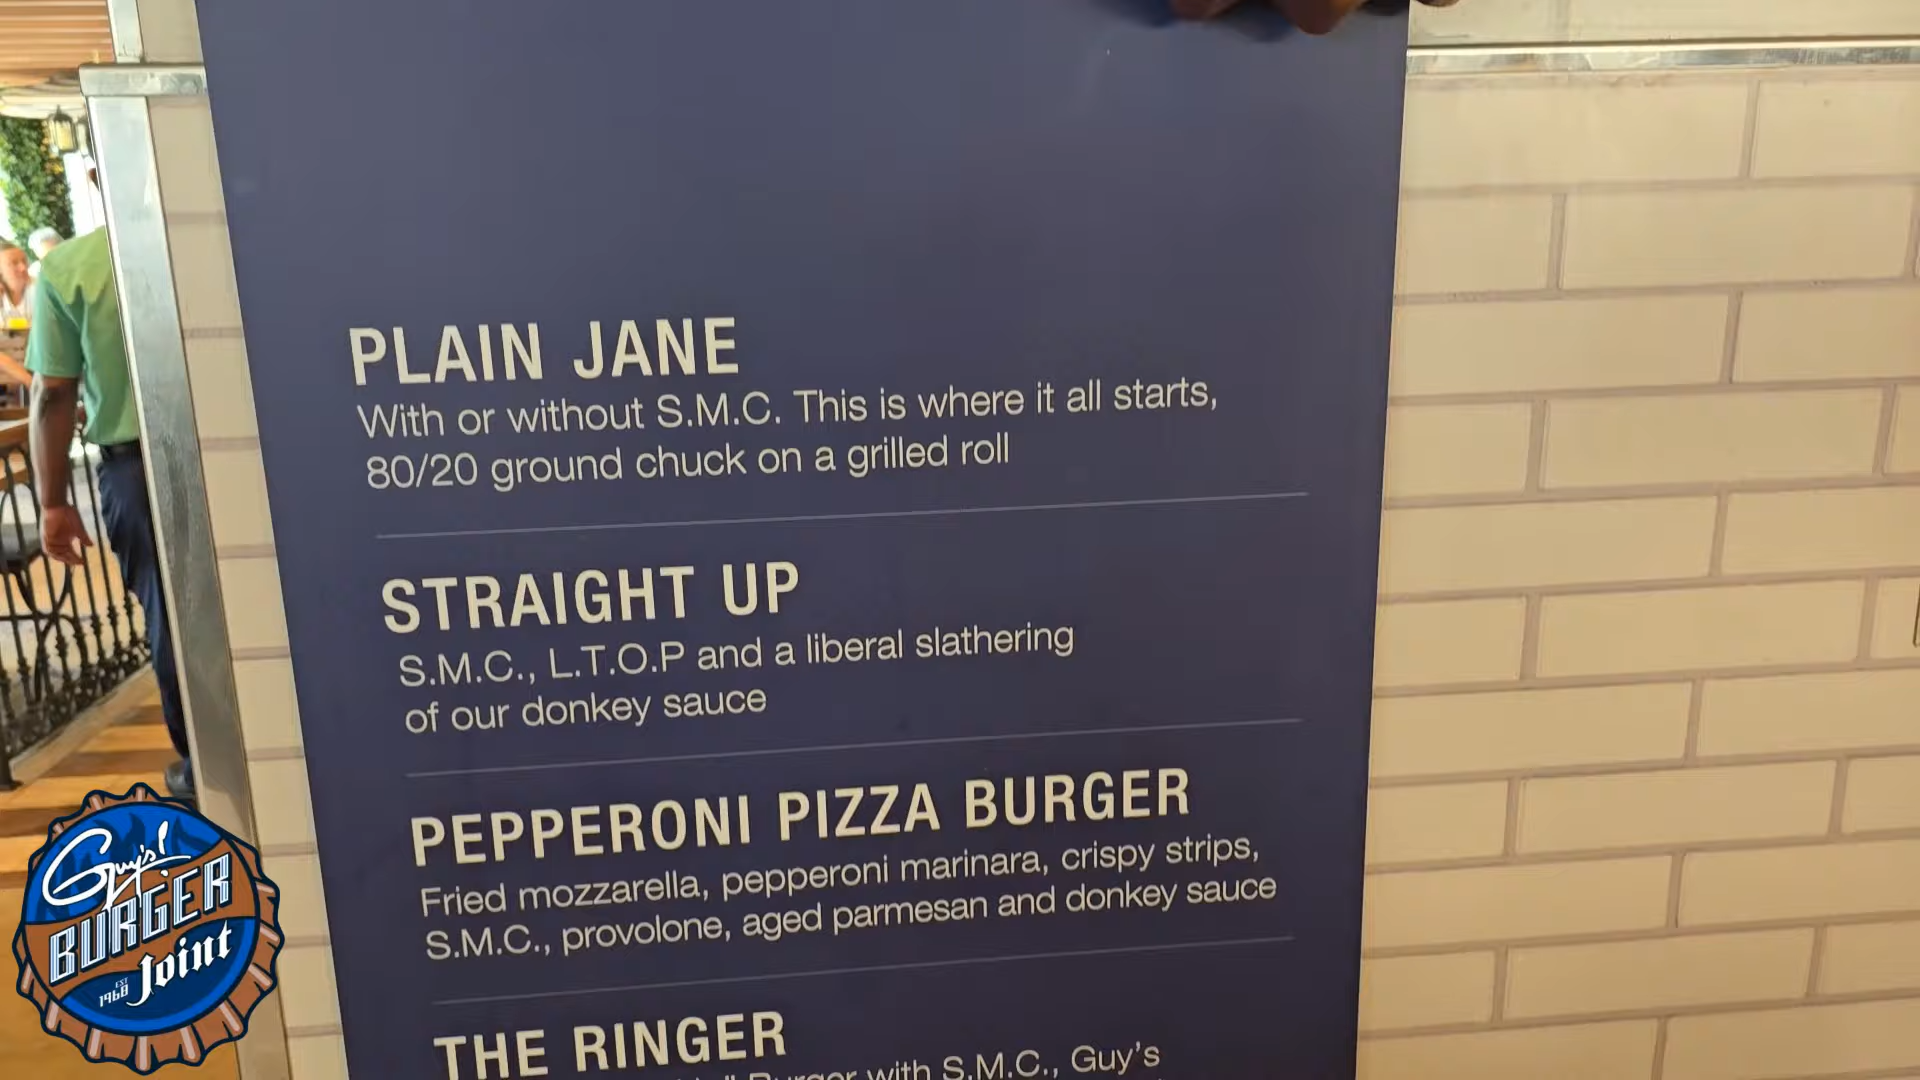 PLAIN JANE
With or without S.M.C. This is where it all starts,
80/20 ground chuck on a grilled roll
STRAIGHT UP
S.M.C., L.T.O.P and a liberal slathering
of our donkey sauce
PEPPERONI PIZZA BURGER
Fried mozzarella, pepperoni marinara, crispy strips,
S.M.C., provolone, aged parmesan and donkey sauce
THE RINGER
Burger with S.M.C., Guy's
Guy's!
BURGER
Joint
EST
1968